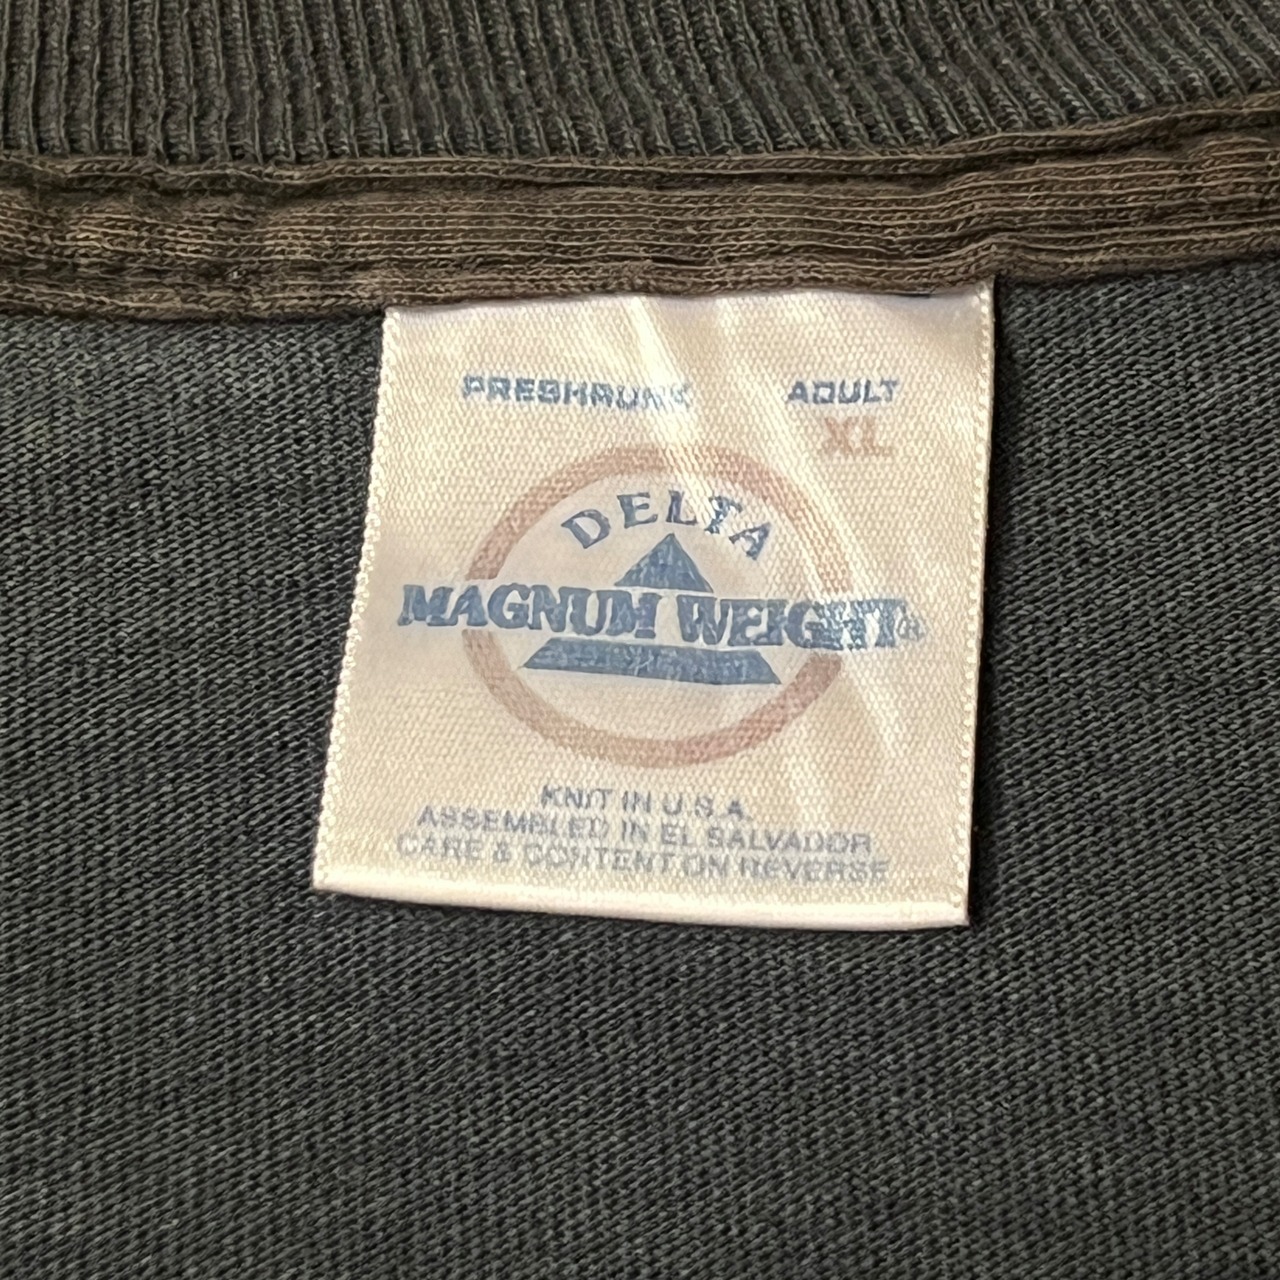 PRESHRUNK ADULT
XL
DELTA
MAGNUM WEIGHT®
KNIT IN U.S.A.
ASSEMBLED IN EL SALVADOR
CARE & CONTENT ON REVERSE